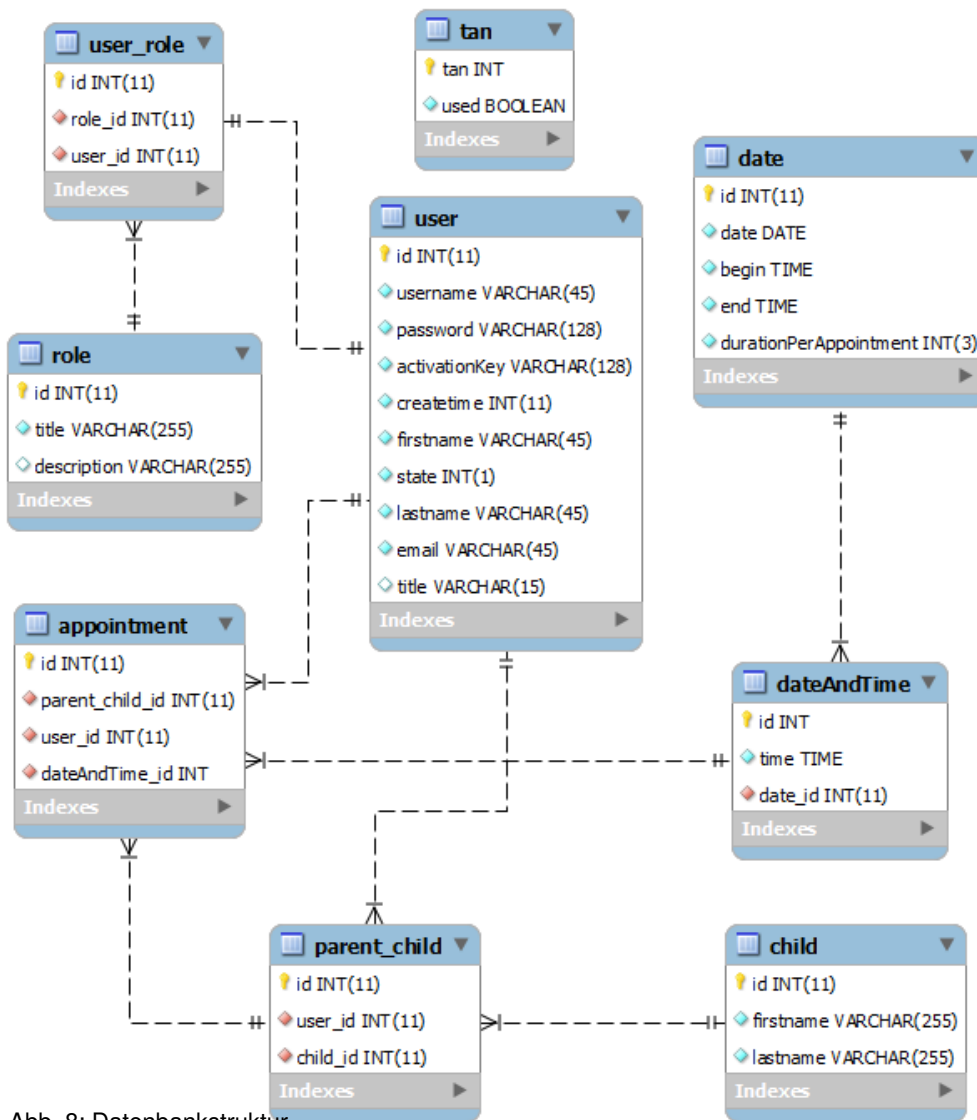 user_role
id INT(11)
role_id INT(11)
user_id INT(11)
Indexes
tan
tan INT
used BOOLEAN
Indexes
date
id INT(11)
date DATE
begin TIME
end TIME
durationPerAppointment INT(3)
Indexes
user
id INT(11)
username VARCHAR(45)
password VARCHAR(128)
activationKey VARCHAR(128)
createtime INT(11)
firstname VARCHAR(45)
state INT(1)
lastname VARCHAR(45)
email VARCHAR(45)
title VARCHAR(15)
Indexes
role
id INT(11)
title VARCHAR(255)
description VARCHAR(255)
Indexes
appointment
id INT(11)
parent_child_id INT(11)
user_id INT(11)
dateAndTime_id INT
Indexes
dateAndTime
id INT
time TIME
date_id INT(11)
Indexes
parent_child
id INT(11)
user_id INT(11)
child_id INT(11)
Indexes
child
id INT(11)
firstname VARCHAR(255)
lastname VARCHAR(255)
Indexes
Abb. 8: Datenbankstruktur